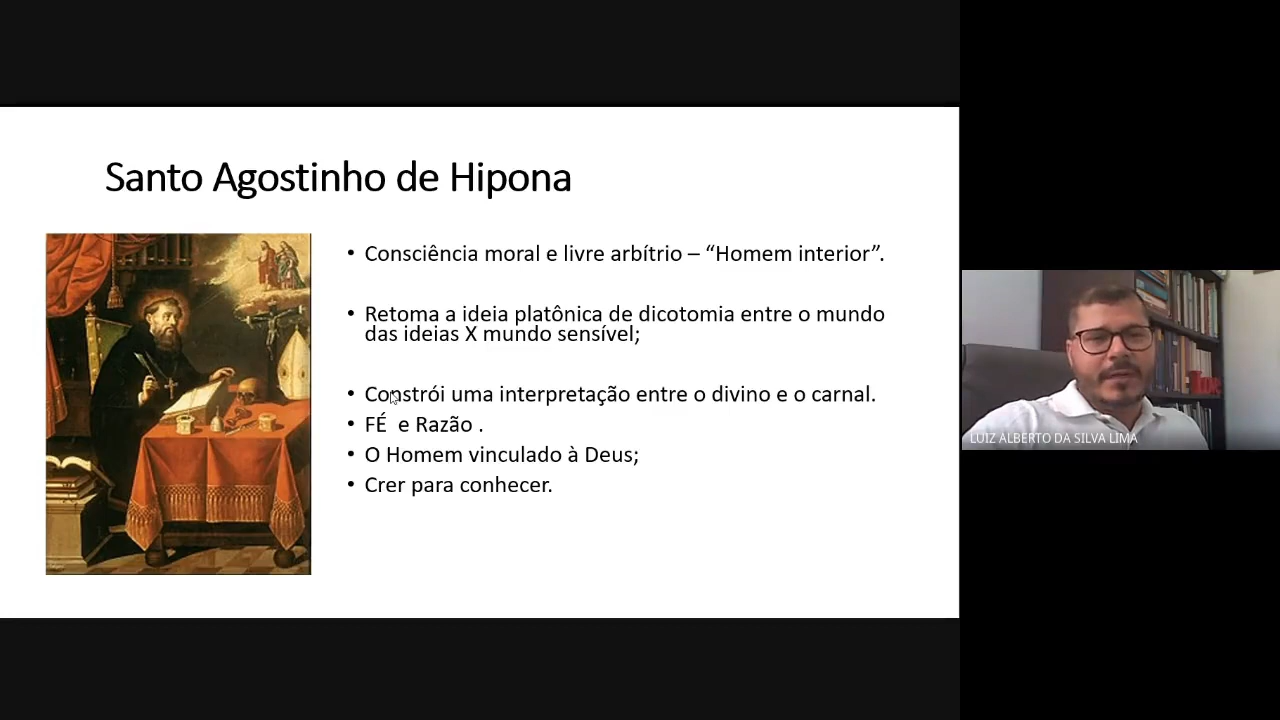 Santo Agostinho de Hipona
• Consciência moral e livre arbítrio – “Homem interior”.
• Retoma a ideia platônica de dicotomia entre o mundo
das ideias X mundo sensível;
• Constrói uma interpretação entre o divino e o carnal.
• FÉ  e Razão .
• O Homem vinculado à Deus;
• Crer para conhecer.
LUIZ ALBERTO DA SILVA LIMA